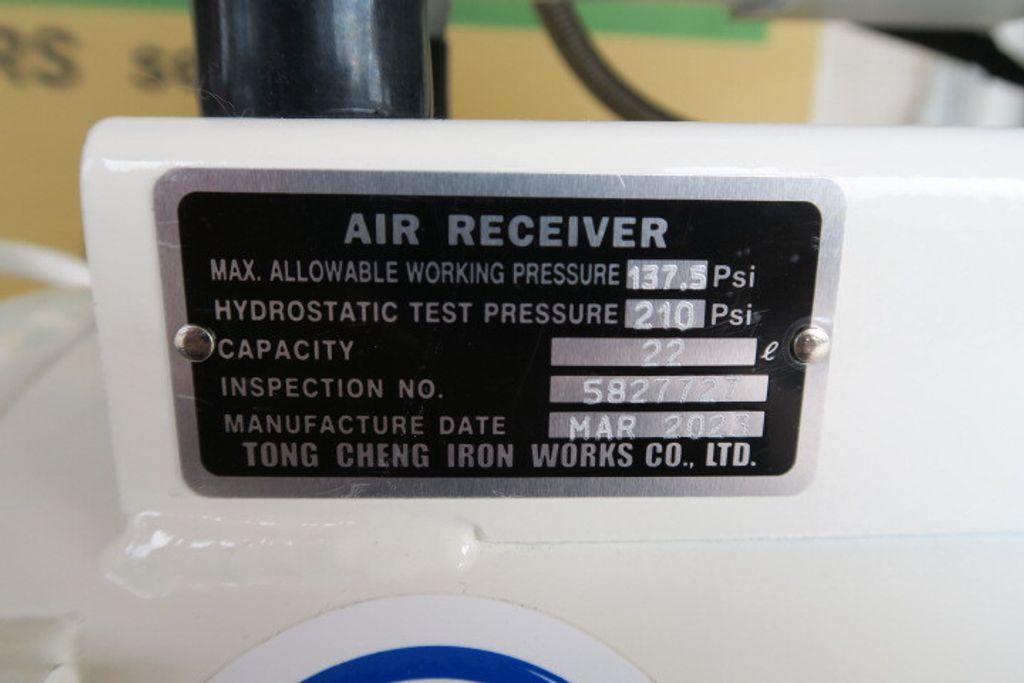 RS
AIR RECEIVER
MAX. ALLOWABLE WORKING PRESSURE 137.5 Psi
HYDROSTATIC TEST PRESSURE 210 Psi
CAPACITY 22 ℓ
INSPECTION NO. 5827727
MANUFACTURE DATE MAR 2023
TONG CHENG IRON WORKS CO., LTD.